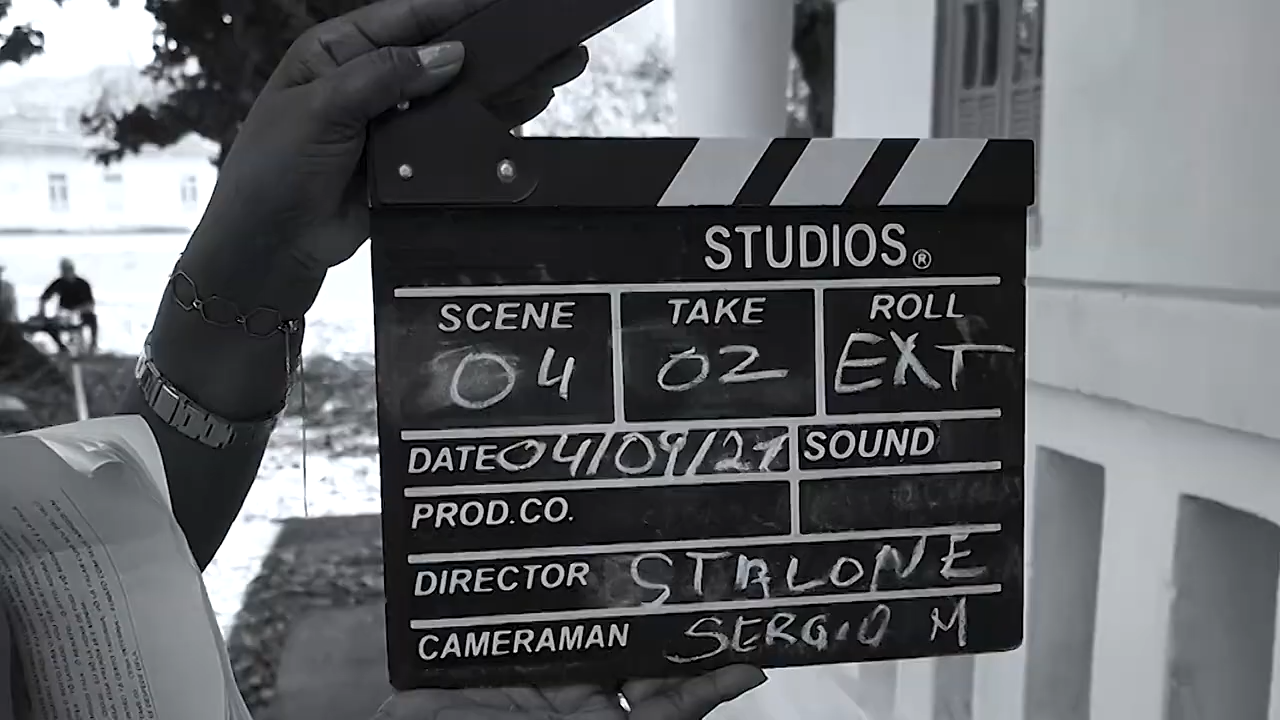 STUDIOS®
SCENE TAKE ROLL
04 02 EXT
DATE 04/09/21 SOUND
PROD.CO.
DIRECTOR STALONE
CAMERAMAN SERGIO M